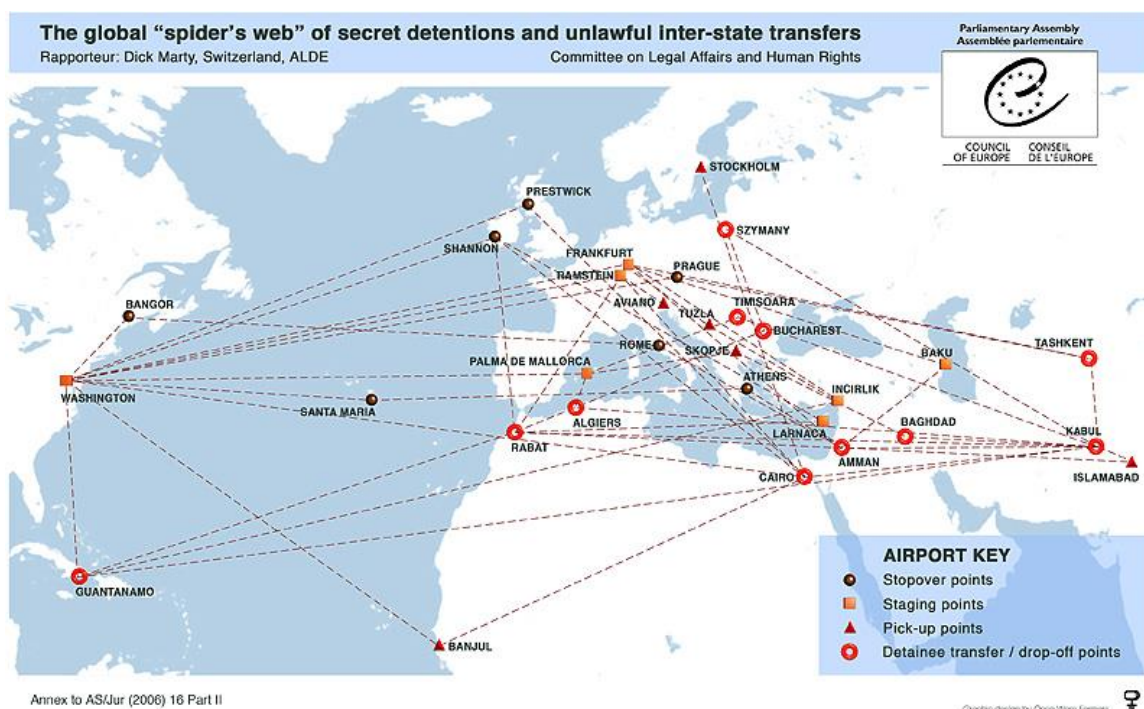 The global “spider’s web” of secret detentions and unlawful inter-state transfers
Rapporteur: Dick Marty, Switzerland, ALDE
Committee on Legal Affairs and Human Rights
Parliamentary Assembly
Assemblée parlementaire
COUNCIL OF EUROPE
CONSEIL DE L'EUROPE
STOCKHOLM
PRESTWICK
SZYMANY
SHANNON
FRANKFURT
PRAGUE
RAMSTEIN
AVIANO
TIMIŞOARA
BANGOR
TUZLA
BUCHAREST
ROME
SKOPJE
TASHKENT
BAKU
PALMA DE MALLORCA
ATHENS
INCIRLIK
WASHINGTON
SANTA MARIA
ALGIERS
BAGHDAD
KABUL
LARNACA
RABAT
AMMAN
CAIRO
ISLAMABAD
GUANTANAMO
BANJUL
AIRPORT KEY
Stopover points
Staging points
Pick-up points
Detainee transfer / drop-off points
Annex to AS/Jur (2006) 16 Part II
Graphic design by